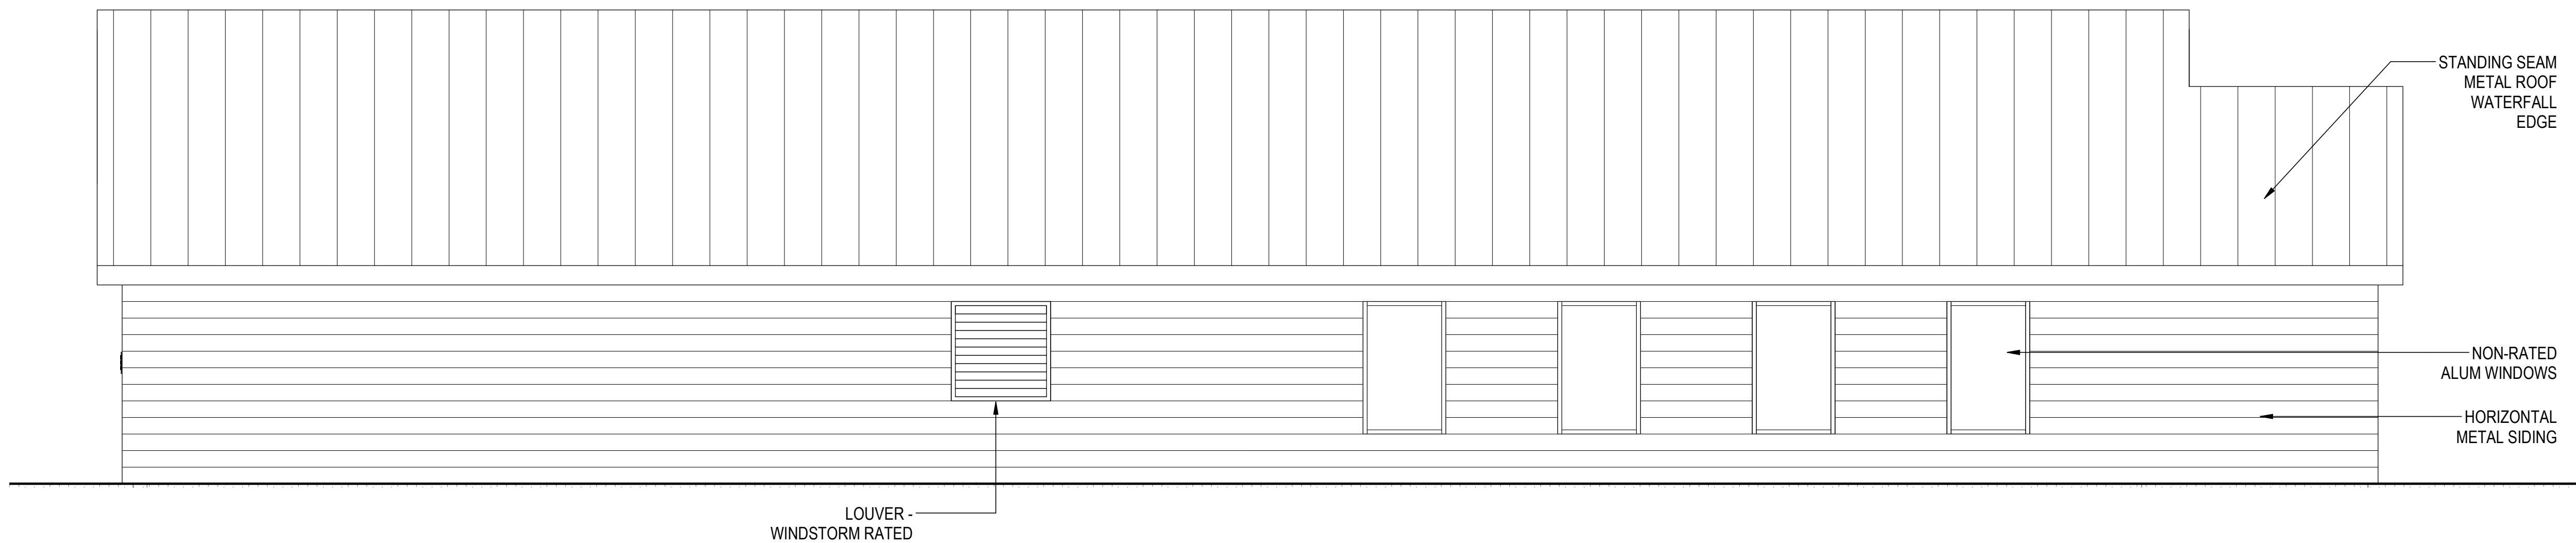 STANDING SEAM
METAL ROOF
WATERFALL
EDGE
NON-RATED
ALUM WINDOWS
HORIZONTAL
METAL SIDING
LOUVER -
WINDSTORM RATED